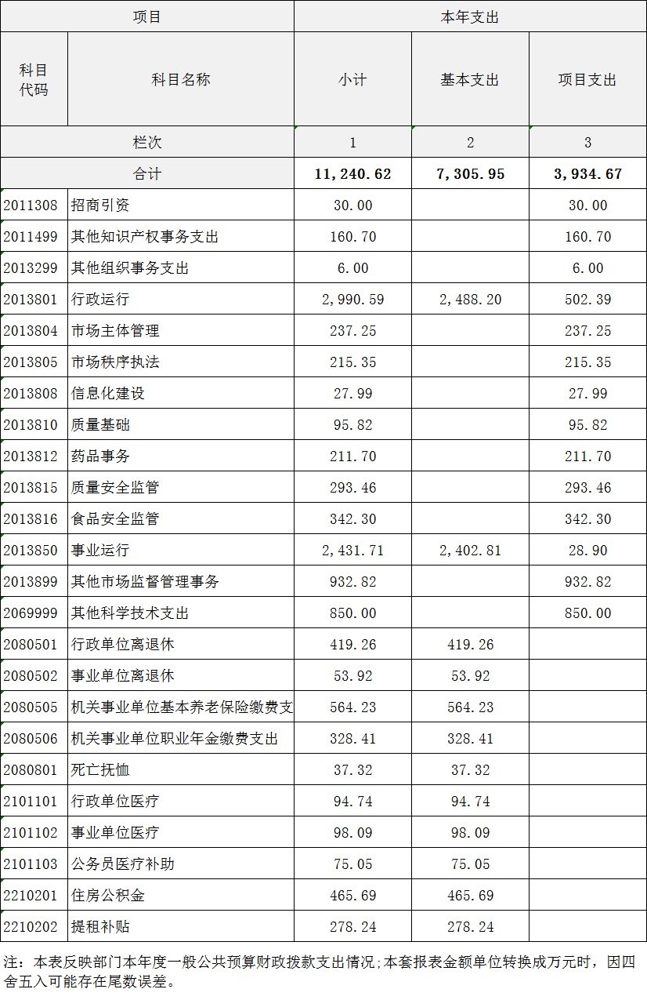 项目 本年支出
科目 代码 科目名称 小计 基本支出 项目支出
栏次 1 2 3
合计 11,240.62 7,305.95 3,934.67
2011308 招商引资 30.00 30.00
2011499 其他知识产权事务支出 160.70 160.70
2013299 其他组织事务支出 6.00 6.00
2013801 行政运行 2,990.59 2,488.20 502.39
2013804 市场主体管理 237.25 237.25
2013805 市场秩序执法 215.35 215.35
2013808 信息化建设 27.99 27.99
2013810 质量基础 95.82 95.82
2013812 药品事务 211.70 211.70
2013815 质量安全监管 293.46 293.46
2013816 食品安全监管 342.30 342.30
2013850 事业运行 2,431.71 2,402.81 28.90
2013899 其他市场监督管理事务 932.82 932.82
2069999 其他科学技术支出 850.00 850.00
2080501 行政单位离退休 419.26 419.26
2080502 事业单位离退休 53.92 53.92
2080505 机关事业单位基本养老保险缴费支 564.23 564.23
2080506 机关事业单位职业年金缴费支出 328.41 328.41
2080801 死亡抚恤 37.32 37.32
2101101 行政单位医疗 94.74 94.74
2101102 事业单位医疗 98.09 98.09
2101103 公务员医疗补助 75.05 75.05
2210201 住房公积金 465.69 465.69
2210202 提租补贴 278.24 278.24
注：本表反映部门本年度一般公共预算财政拨款支出情况;本套报表金额单位转换成万元时，因四
舍五入可能存在尾数误差。